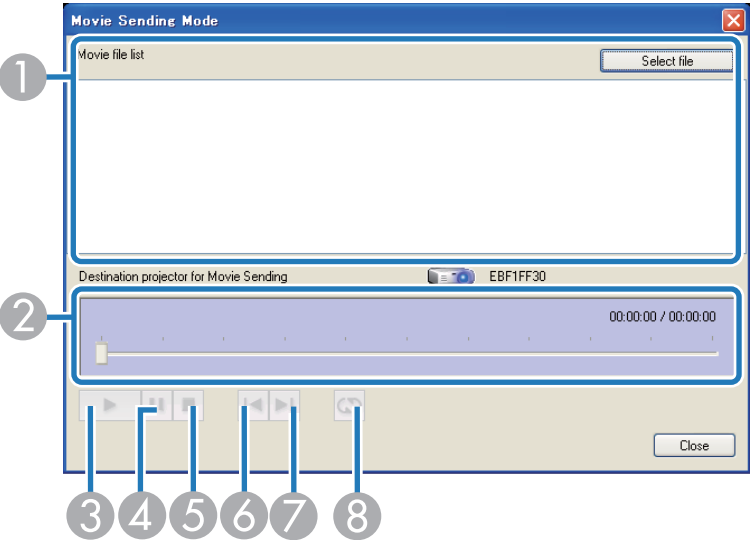 Movie Sending Mode
Movie file list
Select file
1
Destination projector for Movie Sending
EBF1FF30
2
00:00:00 / 00:00:00
Close
3 4 5 6 7 8